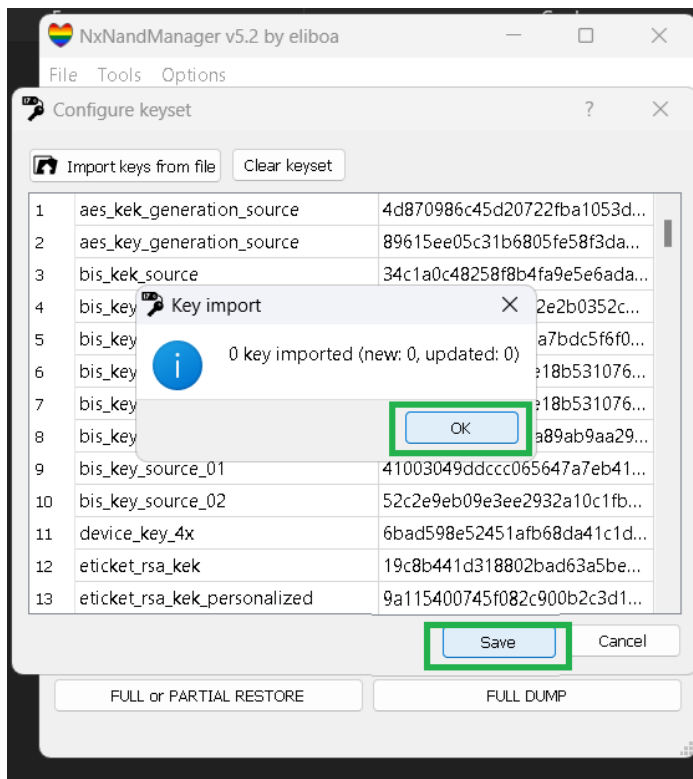 NxNandManager v5.2 by eliboa
File Tools Options
Configure keyset
Import keys from file Clear keyset
1 aes_kek_generation_source 4d870986c45d20722fba1053d...
2 aes_key_generation_source 89615ee05c31b6805fe58f3da...
3 bis_kek_source 34c1a0c48258f8b4fa9e5e6ada...
4 bis_key 2e2b0352c...
Key import
5 bis_key a7bdc5f6f0...
0 key imported (new: 0, updated: 0)
6 bis_key e18b531076...
7 bis_key e18b531076...
OK
8 bis_key a89ab9aa29...
9 bis_key_source_01 41003049ddccc065647a7eb41...
10 bis_key_source_02 52c2e9eb09e3ee2932a10c1fb...
11 device_key_4x 6bad598e52451afb68da41c1d...
12 eticket_rsa_kek 19c8b441d318802bad63a5be...
13 eticket_rsa_kek_personalized 9a115400745f082c900b2c3d1...
Save Cancel
FULL or PARTIAL RESTORE FULL DUMP